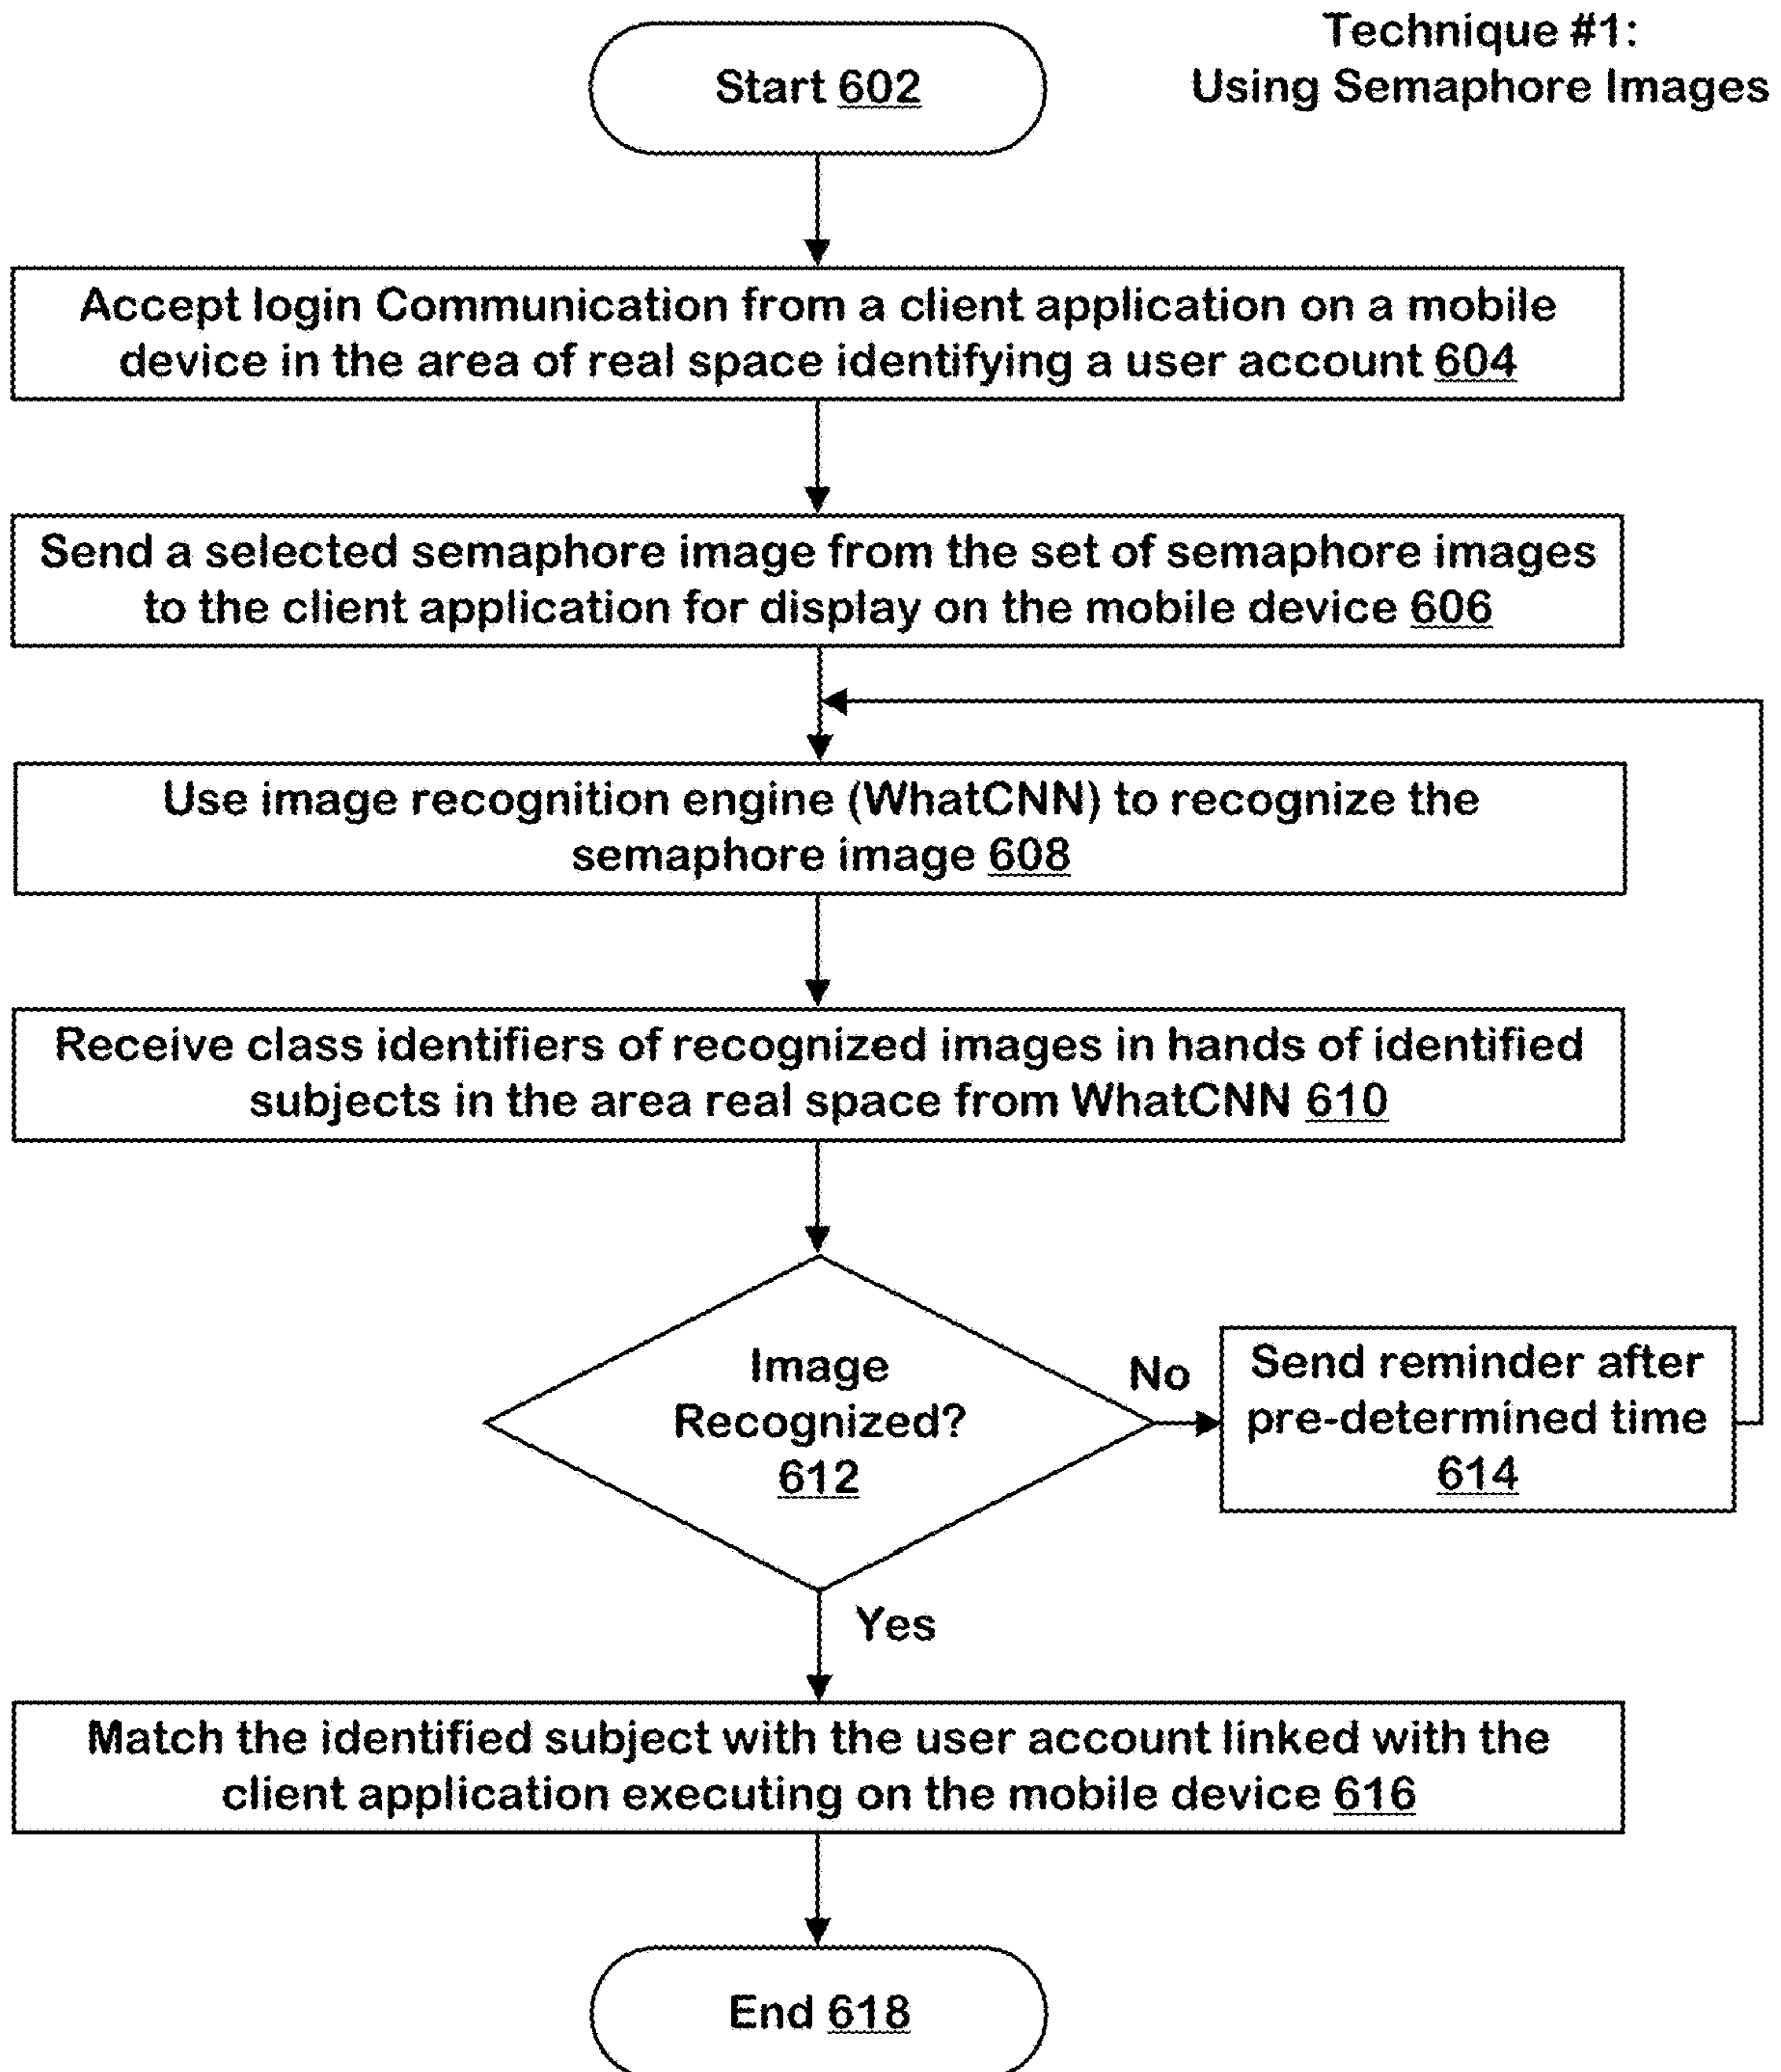 Technique #1:
Using Semaphore Images
Start 602
Accept login Communication from a client application on a mobile
device in the area of real space identifying a user account 604
Send a selected semaphore image from the set of semaphore images
to the client application for display on the mobile device 606
Use image recognition engine (WhatCNN) to recognize the
semaphore image 608
Receive class identifiers of recognized images in hands of identified
subjects in the area real space from WhatCNN 610
Image
Recognized?
612
No
Send reminder after
pre-determined time
614
Yes
Match the identified subject with the user account linked with the
client application executing on the mobile device 616
End 618